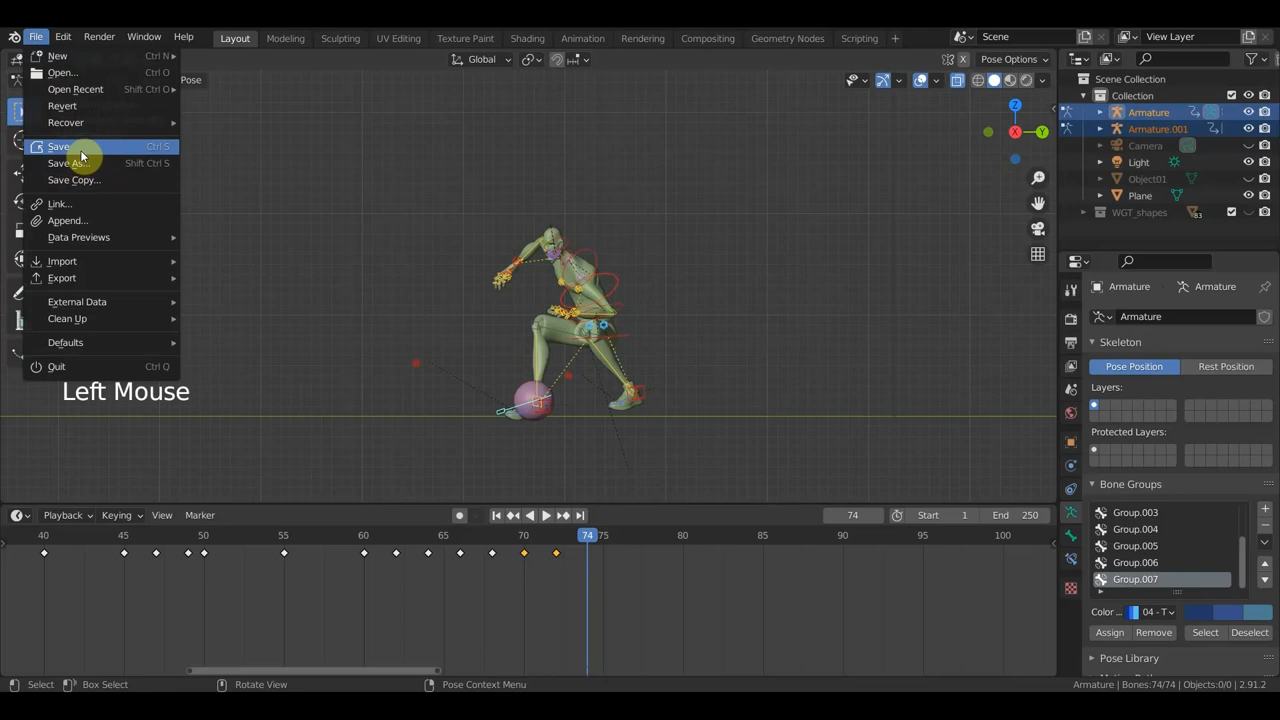 File Edit Render Window Help Layout Modeling Sculpting UV Editing Texture Paint Shading Animation Rendering Compositing Geometry Nodes Scripting + Scene View Layer
New Ctrl N
Open... Ctrl O
Open Recent Shift Ctrl O
Revert
Recover
Save Ctrl S
Save As... Shift Ctrl S
Save Copy...
Link...
Append...
Data Previews
Import
Export
External Data
Clean Up
Defaults
Quit Ctrl Q
Pose
Global
X Pose Options
Z
Y
X
Left Mouse
Scene Collection
Collection
Armature
Armature.001
Camera
Light
Object01
Plane
WGT_shapes 83
Armature Armature
Armature
Skeleton
Pose Position Rest Position
Layers:
Protected Layers:
Bone Groups
Group.003
Group.004
Group.005
Group.006
Group.007
Color ... 04 - T
Assign Remove Select Deselect
Pose Library
Playback Keying View Marker 74 Start 1 End 250
40 45 50 55 60 65 70 74 75 80 85 90 95 100
Select Box Select Rotate View Pose Context Menu Armature | Bones:74/74 | Objects:0/0 | 2.91.2